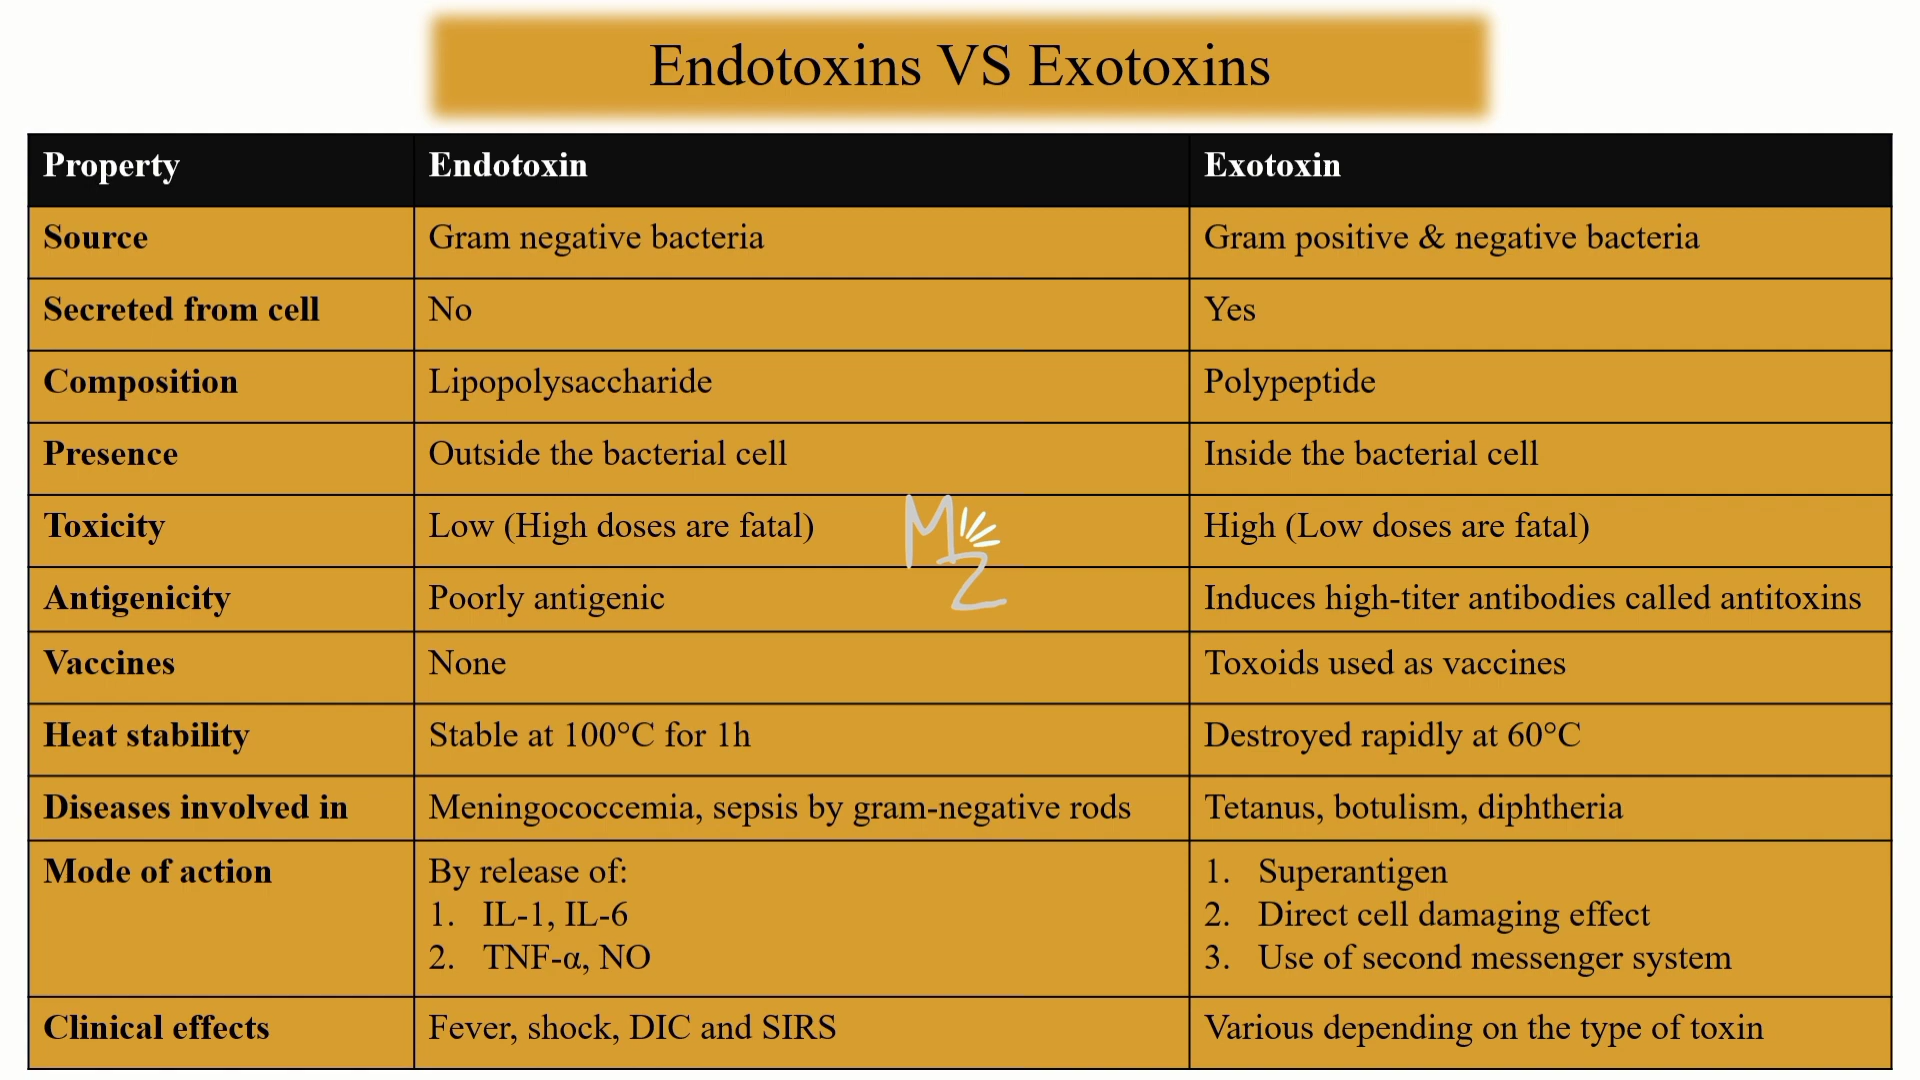 Endotoxins VS Exotoxins
Property Endotoxin Exotoxin
Source Gram negative bacteria Gram positive & negative bacteria
Secreted from cell No Yes
Composition Lipopolysaccharide Polypeptide
Presence Outside the bacterial cell Inside the bacterial cell
Toxicity Low (High doses are fatal) High (Low doses are fatal)
MZ
Antigenicity Poorly antigenic Induces high-titer antibodies called antitoxins
Vaccines None Toxoids used as vaccines
Heat stability Stable at 100°C for 1h Destroyed rapidly at 60°C
Diseases involved in Meningococcemia, sepsis by gram-negative rods Tetanus, botulism, diphtheria
Mode of action By release of: 1. Superantigen
1. IL-1, IL-6 2. Direct cell damaging effect
2. TNF-α, NO 3. Use of second messenger system
Clinical effects Fever, shock, DIC and SIRS Various depending on the type of toxin